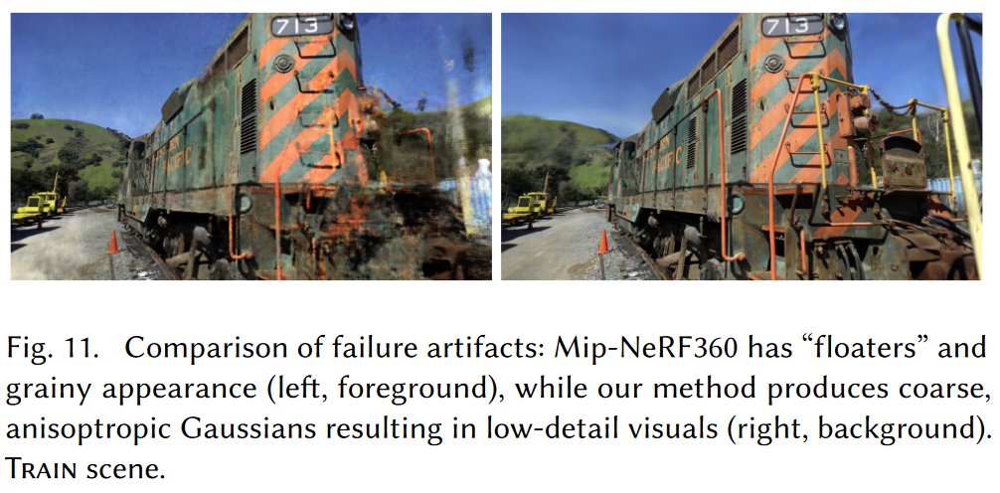 713
713
Fig. 11. Comparison of failure artifacts: Mip-NeRF360 has “floaters” and
grainy appearance (left, foreground), while our method produces coarse,
anisoptropic Gaussians resulting in low-detail visuals (right, background).
Train scene.